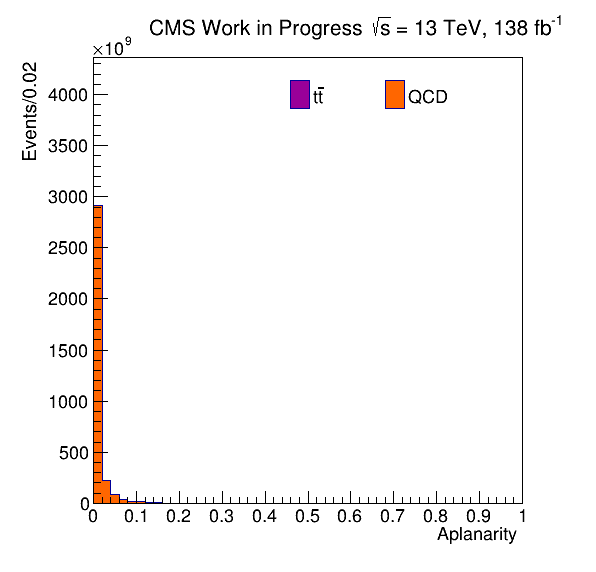 CMS Work in Progress √s = 13 TeV, 138 fb⁻¹
×10⁹
Events/0.02
4000
3500
3000
2500
2000
1500
1000
500
0
tt̄
QCD
0 0.1 0.2 0.3 0.4 0.5 0.6 0.7 0.8 0.9 1
Aplanarity